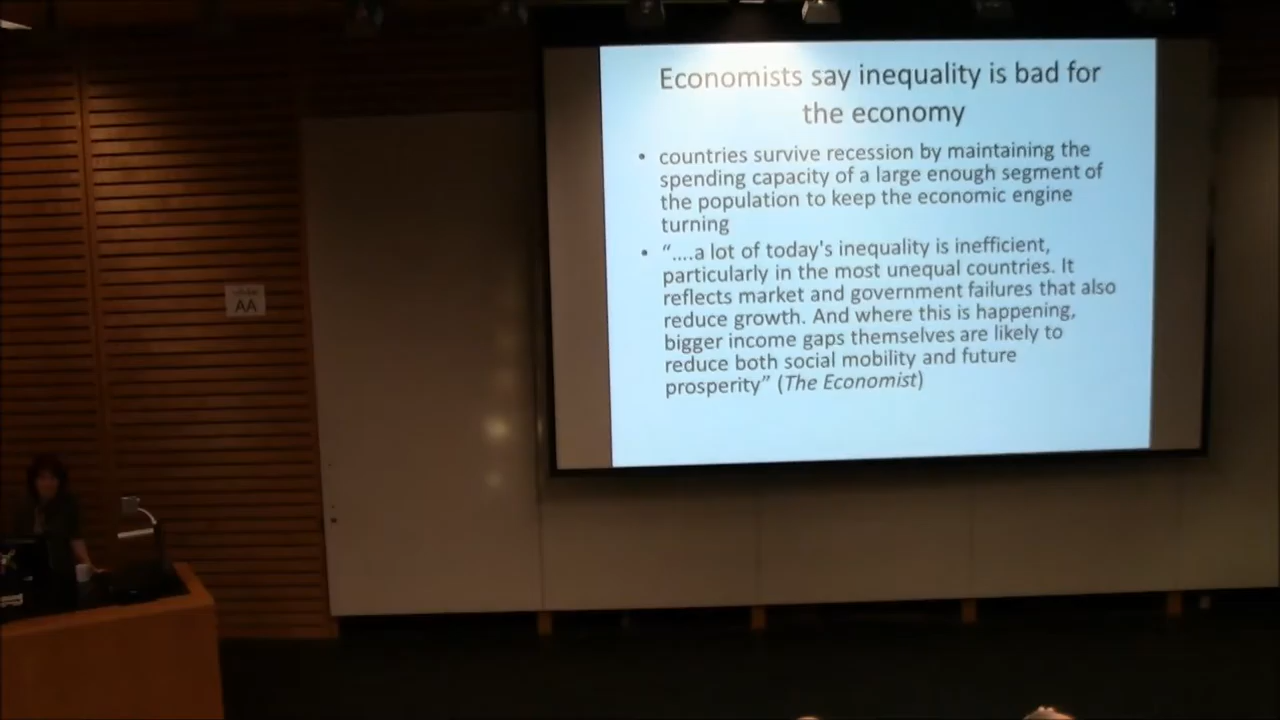 Economists say inequality is bad for
the economy
• countries survive recession by maintaining the
spending capacity of a large enough segment of
the population to keep the economic engine
turning
• “....a lot of today's inequality is inefficient,
particularly in the most unequal countries. It
reflects market and government failures that also
reduce growth. And where this is happening,
bigger income gaps themselves are likely to
reduce both social mobility and future
prosperity” (The Economist)
AA